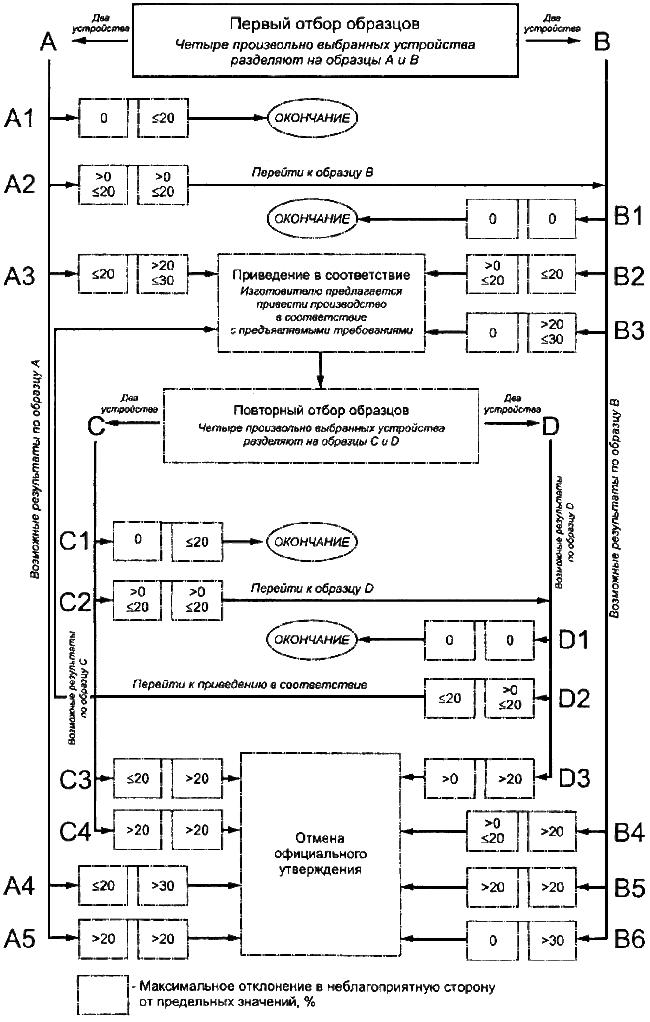 Два
устройства
Первый отбор образцов
Четыре произвольно выбранных устройства
разделяют на образцы А и В
Два
устройства
A
B
A1
0
≤20
ОКОНЧАНИЕ
A2
>0
≤20
>0
≤20
Перейти к образцу В
ОКОНЧАНИЕ
0
0
B1
A3
≤20
>20
≤30
Приведение в соответствие
Изготовителю предлагается
привести производство
в соответствие
с предъявляемыми требованиями
>0
≤20
≤20
B2
0
>20
≤30
B3
Возможные результаты по образцу А
Возможные результаты по образцу В
Два
устройства
Повторный отбор образцов
Четыре произвольно выбранных устройства
разделяют на образцы С и D
Два
устройства
C
D
Возможные результаты
по образцу D
C1
0
≤20
ОКОНЧАНИЕ
C2
>0
≤20
>0
≤20
Перейти к образцу D
ОКОНЧАНИЕ
0
0
D1
Возможные результаты
по образцу С
Перейти к приведению в соответствие
≤20
>0
≤20
D2
C3
≤20
>20
Отмена
официального
утверждения
>0
>20
D3
C4
>20
>20
>0
≤20
>20
B4
A4
≤20
>30
>20
>20
B5
A5
>20
>20
0
>30
B6
- Максимальное отклонение в неблагоприятную сторону
от предельных значений, %